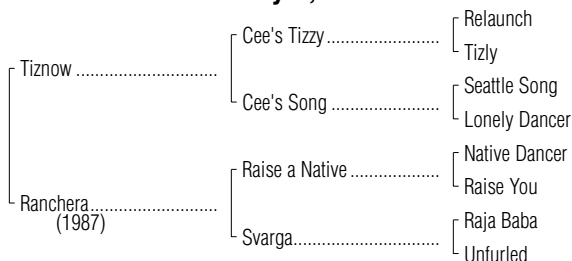 Relaunch
Cee's Tizzy
Tizly
Tiznow
Seattle Song
Cee's Song
Lonely Dancer
Native Dancer
Raise a Native
Raise You
Ranchera
(1987)
Raja Baba
Svarga
Unfurled